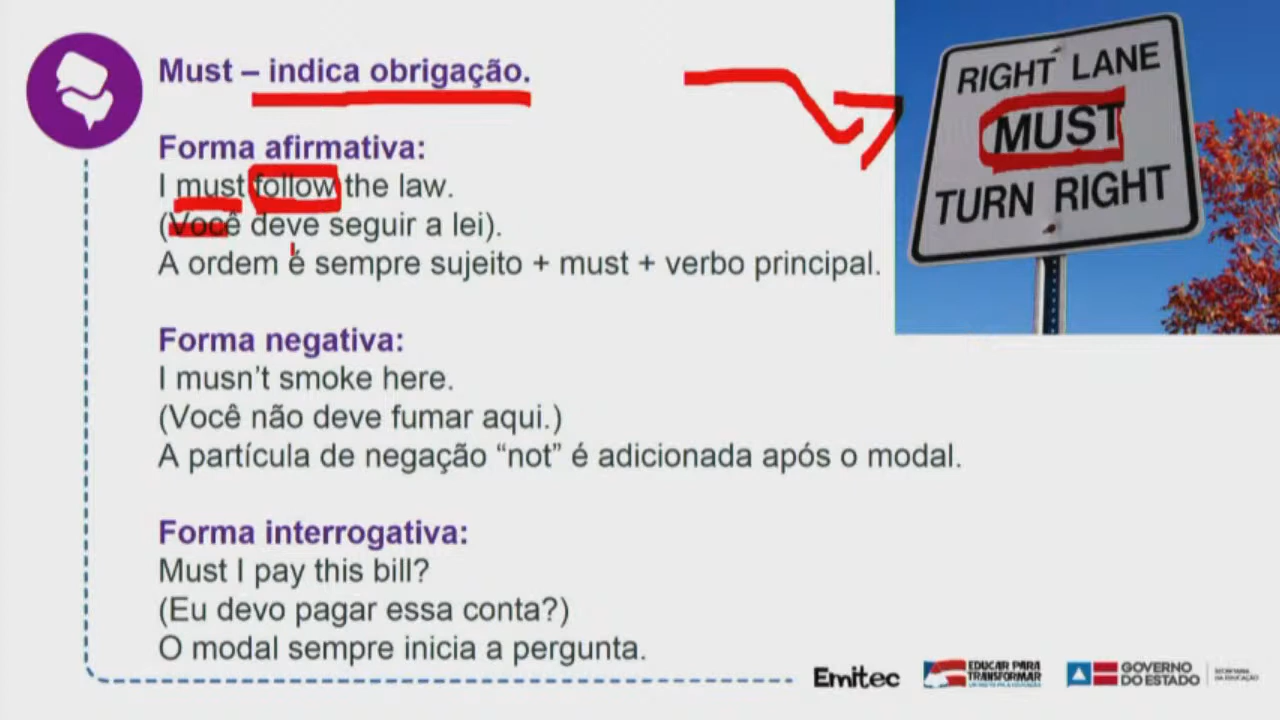 Must – indica obrigação.
Forma afirmativa:
I must follow the law.
(Você deve seguir a lei).
A ordem é sempre sujeito + must + verbo principal.
Forma negativa:
I musn’t smoke here.
(Você não deve fumar aqui.)
A partícula de negação “not” é adicionada após o modal.
Forma interrogativa:
Must I pay this bill?
(Eu devo pagar essa conta?)
O modal sempre inicia a pergunta.
RIGHT LANE
MUST
TURN RIGHT
Emitec
EDUCAR PARA
TRANSFORMAR
GOVERNO
DO ESTADO
SECRETARIA
DA EDUCAÇÃO